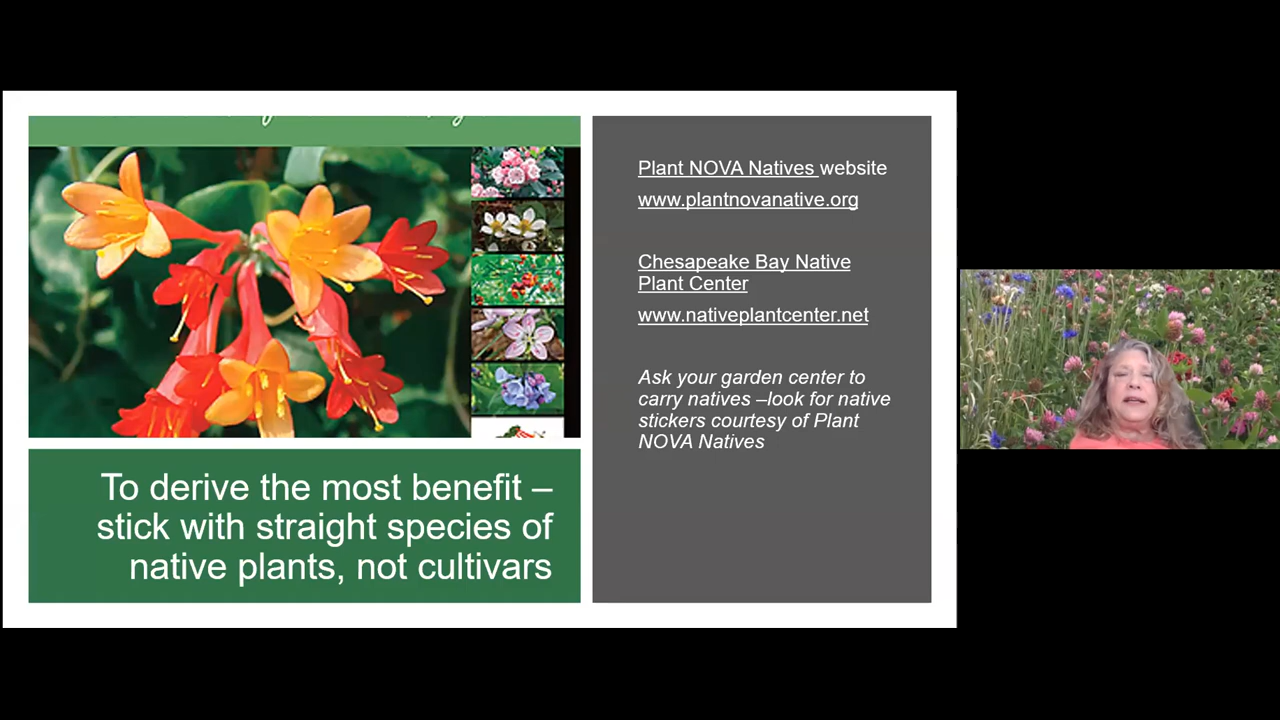 To derive the most benefit –
stick with straight species of
native plants, not cultivars
Plant NOVA Natives website
www.plantnovanative.org
Chesapeake Bay Native
Plant Center
www.nativeplantcenter.net
Ask your garden center to
carry natives –look for native
stickers courtesy of Plant
NOVA Natives